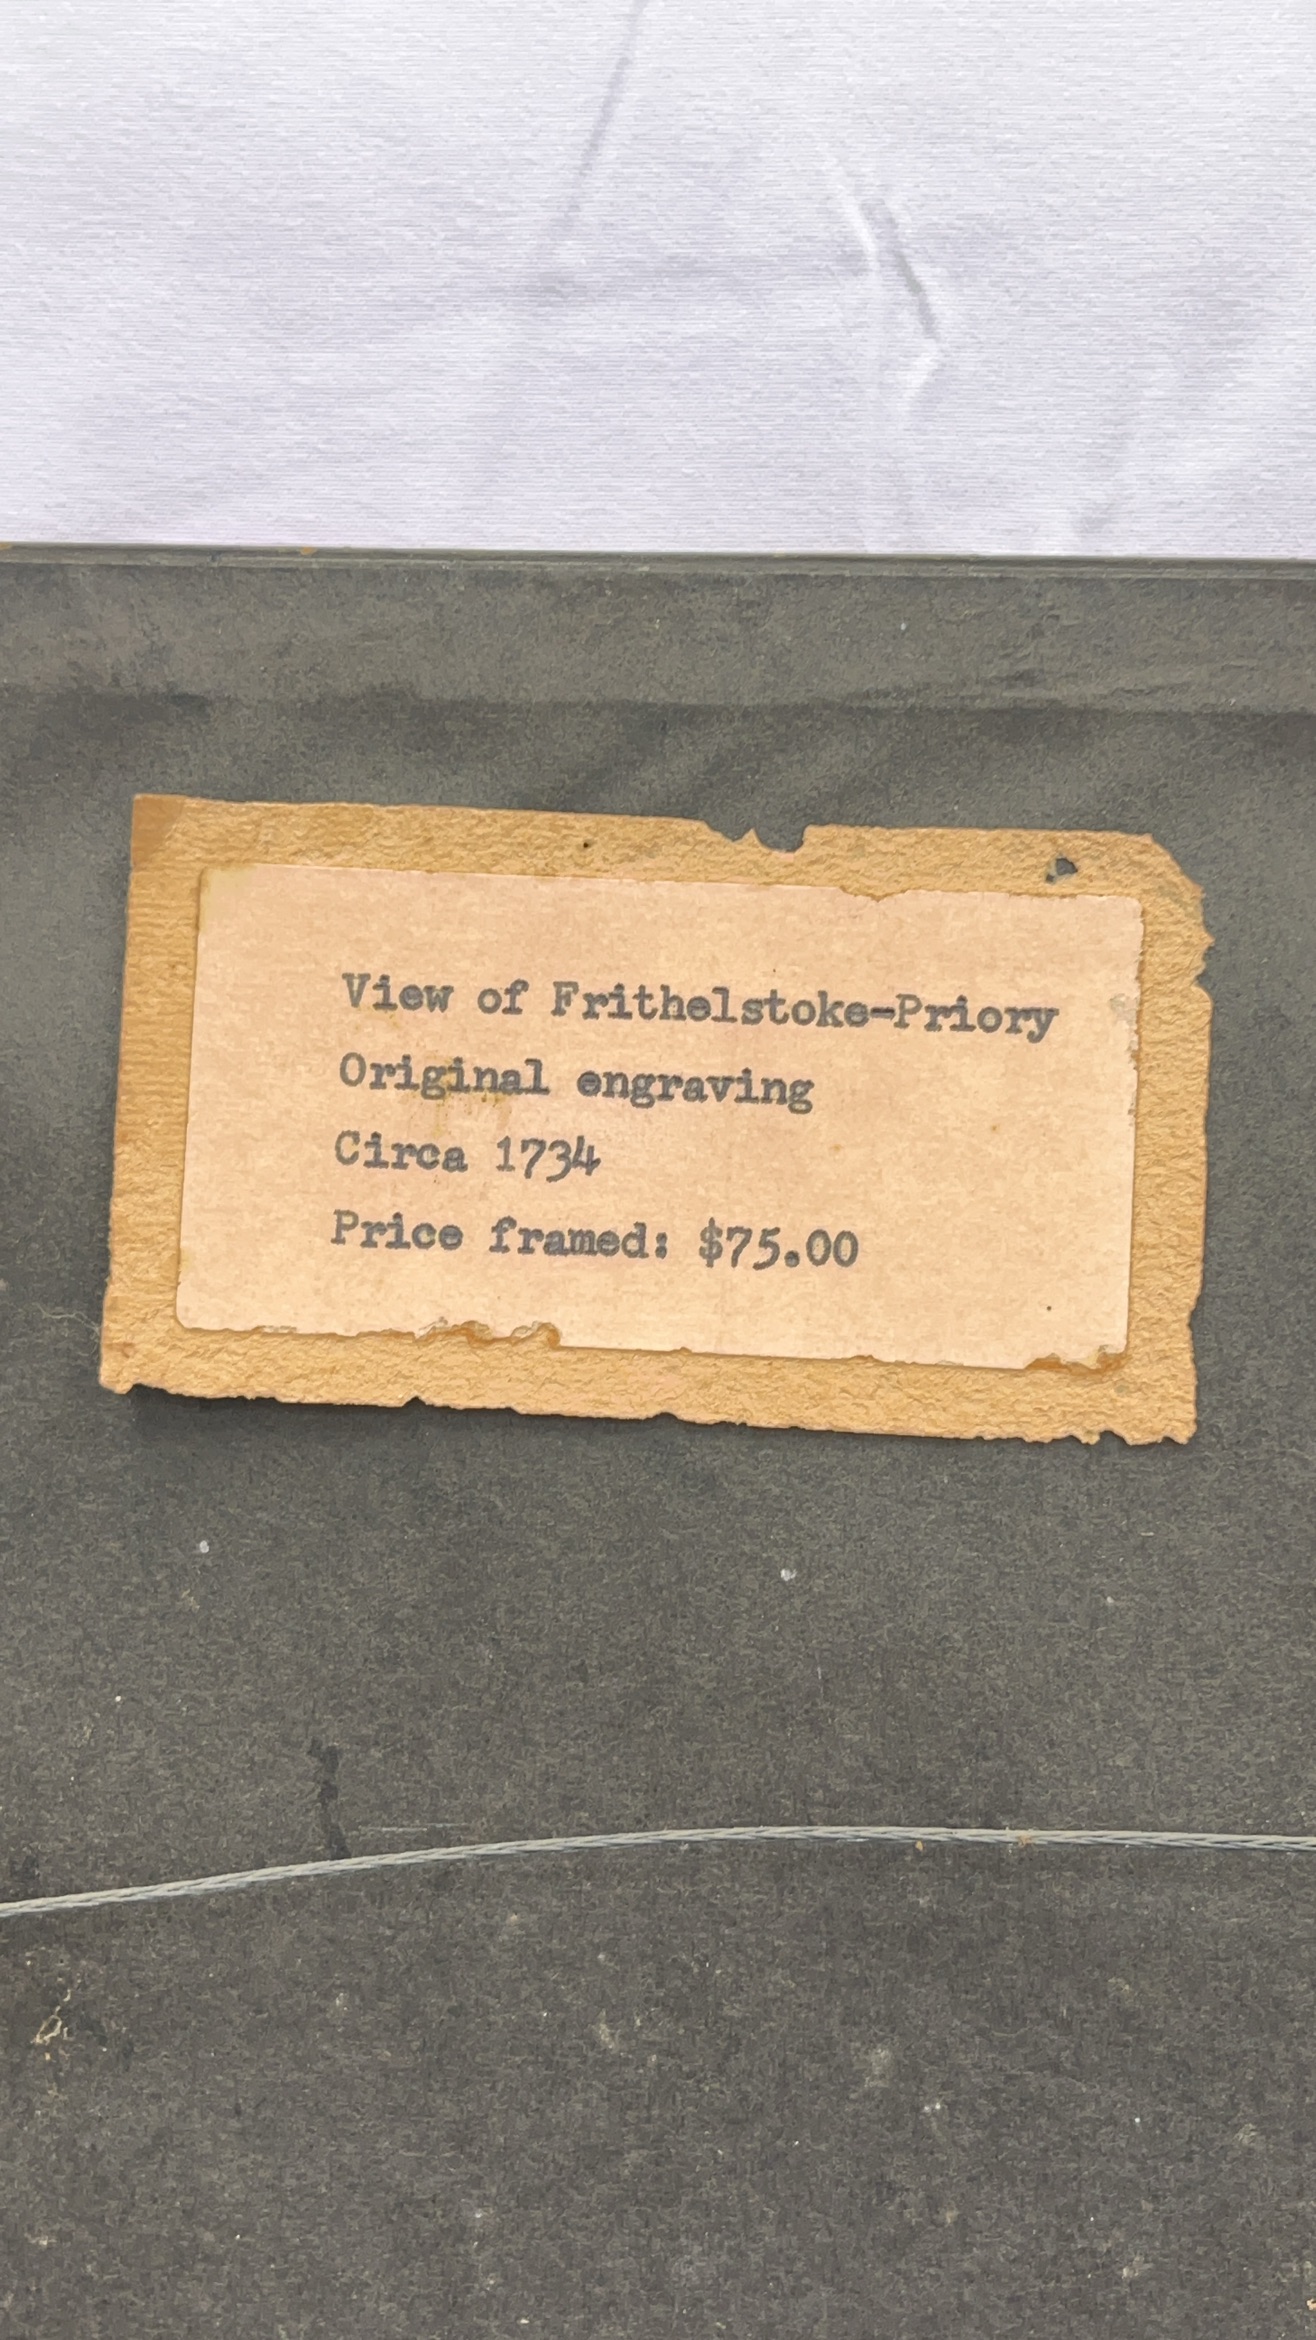 View of Frithelstoke-Priory
Original engraving
Circa 1734
Price framed: $75.00